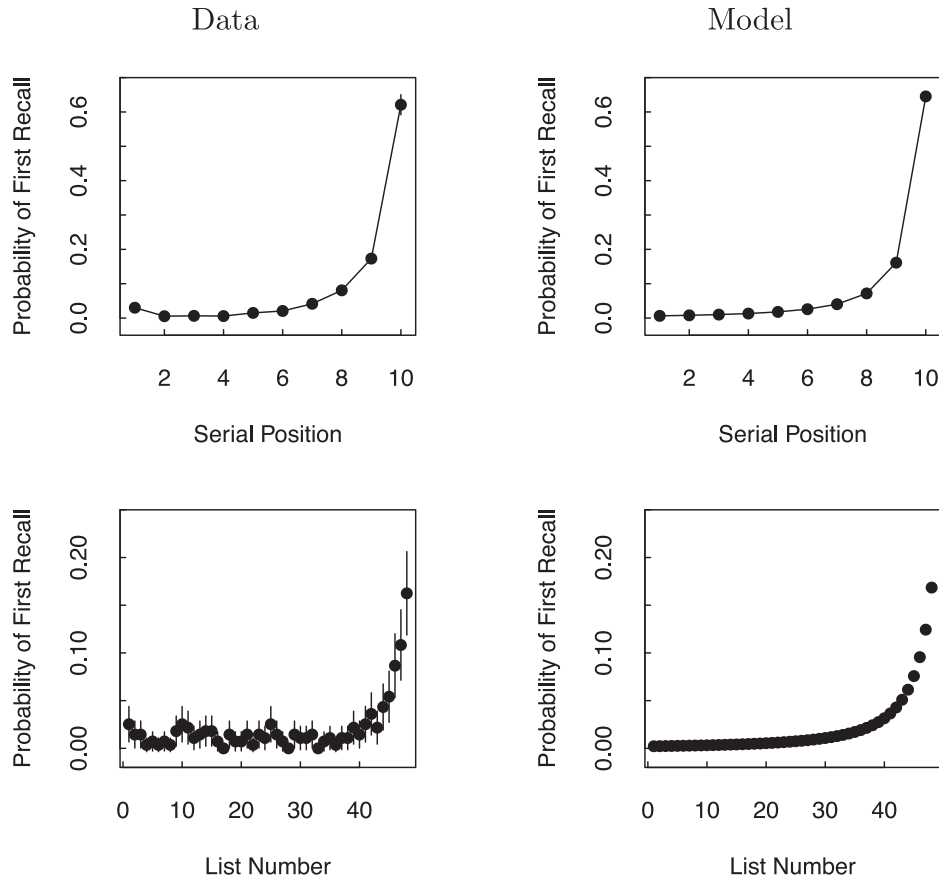 Data
Model
Probability of First Recall
0.0 0.2 0.4 0.6
2 4 6 8 10
Serial Position
Probability of First Recall
0.0 0.2 0.4 0.6
2 4 6 8 10
Serial Position
Probability of First Recall
0.00 0.10 0.20
0 10 20 30 40
List Number
Probability of First Recall
0.00 0.10 0.20
0 10 20 30 40
List Number